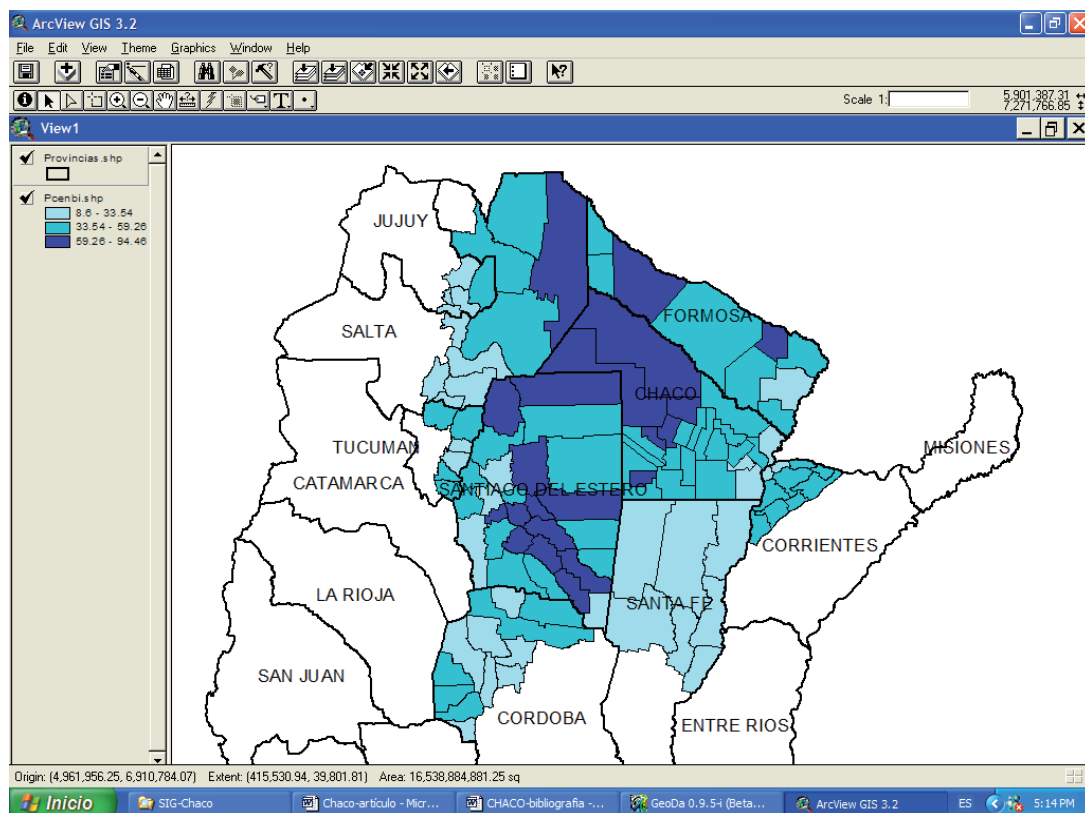 ArcView GIS 3.2
File Edit View Theme Graphics Window Help
Scale 1:
5,901,387.31
7,271,766.85
View1
Provincias.shp
Pcenbi.shp
8.6 - 33.54
33.54 - 59.26
59.26 - 94.46
JUJUY
SALTA
FORMOSA
CHACO
TUCUMAN
MISIONES
CATAMARCA
SANTIAGO DEL ESTERO
CORRIENTES
LA RIOJA
SANTA FE
SAN JUAN
CORDOBA
ENTRE RIOS
Origin: (4,961,956.25, 6,910,784.07) Extent: (415,530.94, 39,801.81) Area: 16,538,884,881.25 sq
Inicio SIG-Chaco Chaco-artículo - Micr... CHACO-bibliografia -... GeoDa 0.9.5-i (Beta... ArcView GIS 3.2 ES 5:14 PM